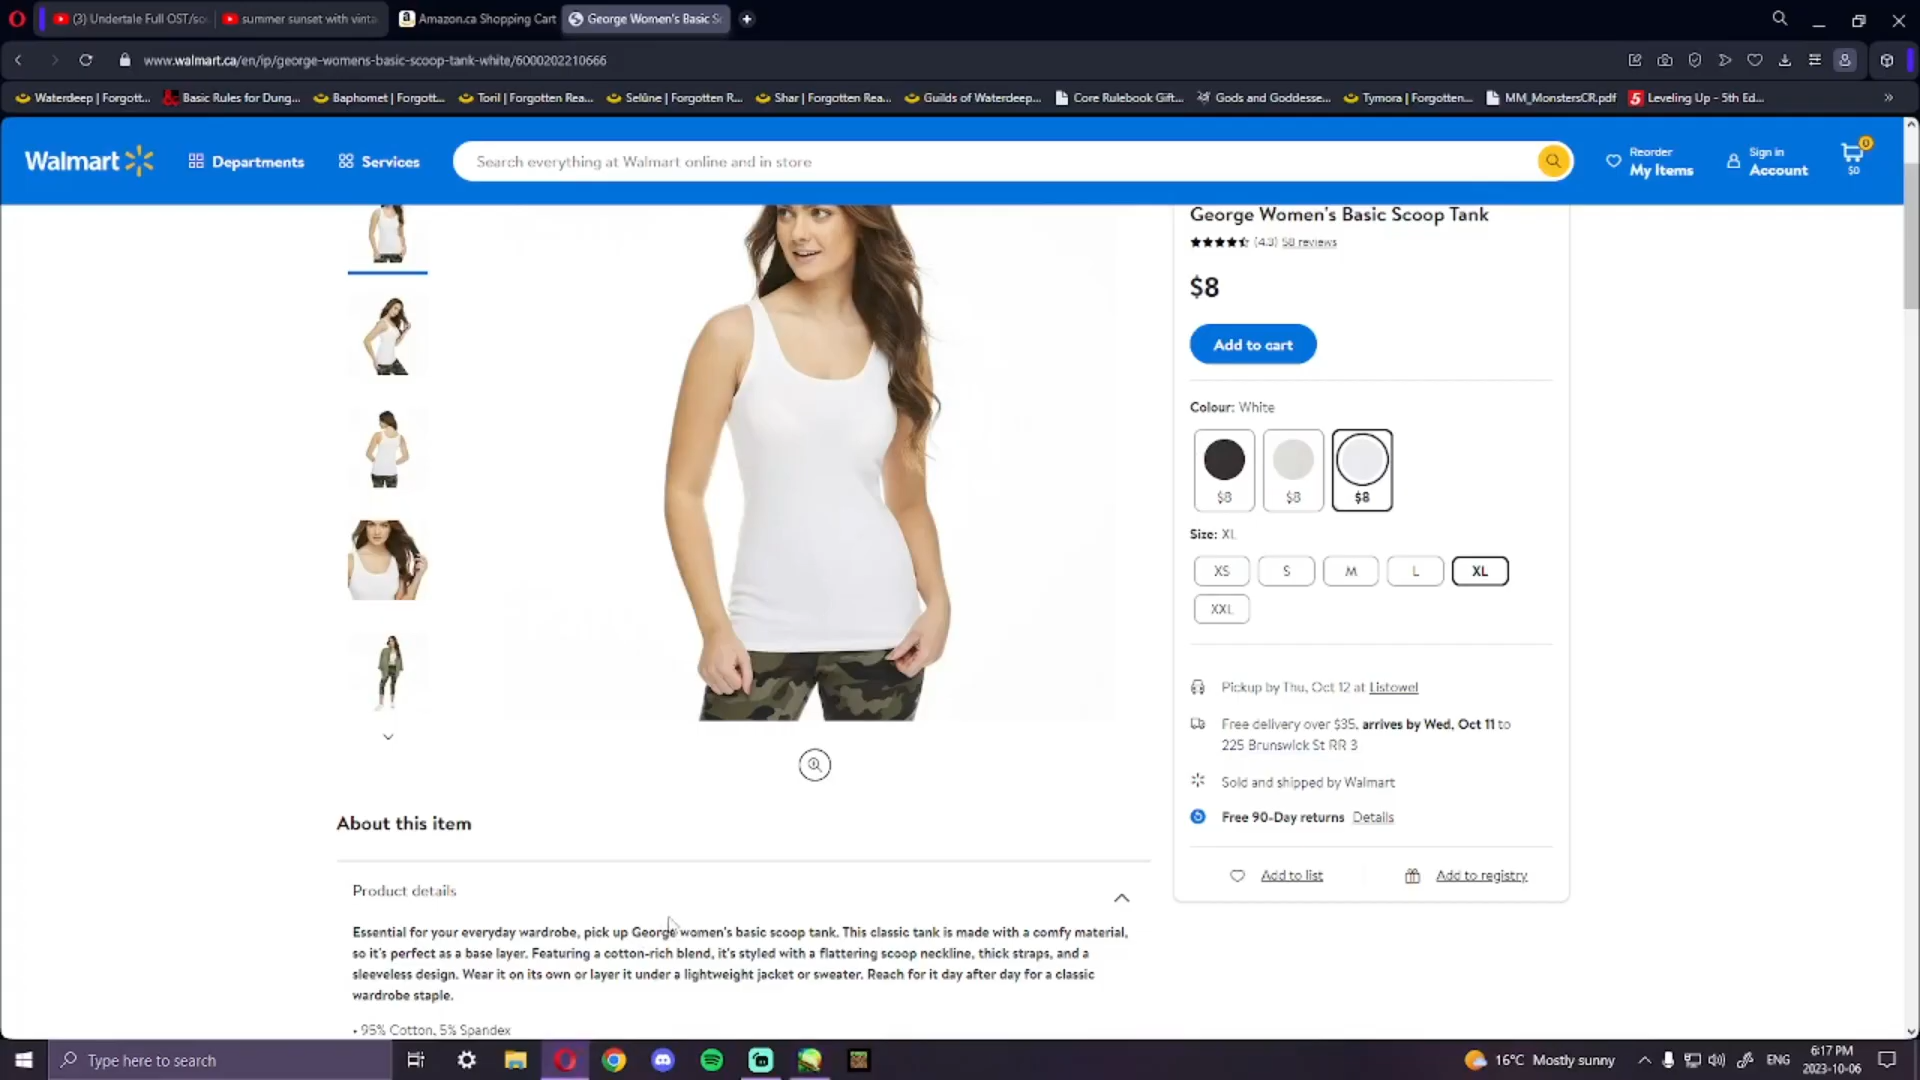 (3) Undertale Full OST/so
summer sunset with vinta
Amazon.ca Shopping Cart
George Women's Basic Sc
www.walmart.ca/en/ip/george-womens-basic-scoop-tank-white/6000202210666
Waterdeep | Forgott...
Basic Rules for Dung...
Baphomet | Forgott...
Toril | Forgotten Rea...
Selûne | Forgotten R...
Shar | Forgotten Rea...
Guilds of Waterdeep...
Core Rulebook Gift...
Gods and Goddesse...
Tymora | Forgotten...
MM_MonstersCR.pdf
Leveling Up - 5th Ed...
Walmart
Departments
Services
Search everything at Walmart online and in store
Reorder
My Items
Sign in
Account
0
$0
George Women's Basic Scoop Tank
(4.3) 58 reviews
$8
Add to cart
Colour: White
$8
$8
$8
Size: XL
XS
S
M
L
XL
XXL
Pickup by Thu, Oct 12 at Listowel
Free delivery over $35, arrives by Wed, Oct 11 to
225 Brunswick St RR 3
Sold and shipped by Walmart
Free 90-Day returns Details
Add to list
Add to registry
About this item
Product details
Essential for your everyday wardrobe, pick up George women's basic scoop tank. This classic tank is made with a comfy material,
so it's perfect as a base layer. Featuring a cotton-rich blend, it's styled with a flattering scoop neckline, thick straps, and a
sleeveless design. Wear it on its own or layer it under a lightweight jacket or sweater. Reach for it day after day for a classic
wardrobe staple.
• 95% Cotton, 5% Spandex
Type here to search
16°C Mostly sunny
ENG
6:17 PM
2023-10-06